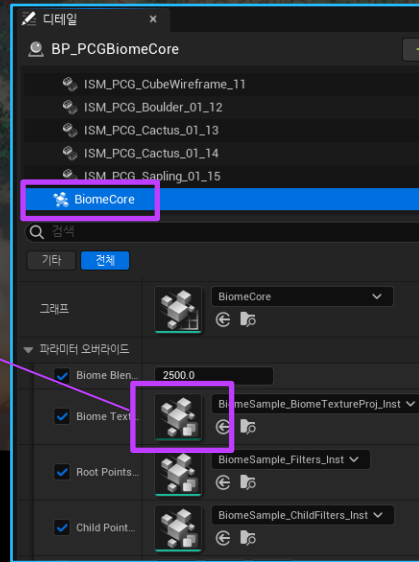 디테일
BP_PCGBiomeCore
ISM_PCG_CubeWireframe_11
ISM_PCG_Boulder_01_12
ISM_PCG_Cactus_01_13
ISM_PCG_Cactus_01_14
ISM_PCG_Sapling_01_15
BiomeCore
검색
기타 전체
그래프 BiomeCore
파라미터 오버라이드
Biome Blen... 2500.0
Biome Text... BiomeSample_BiomeTextureProj_Inst
Root Points... BiomeSample_Filters_Inst
Child Point... BiomeSample_ChildFilters_Inst